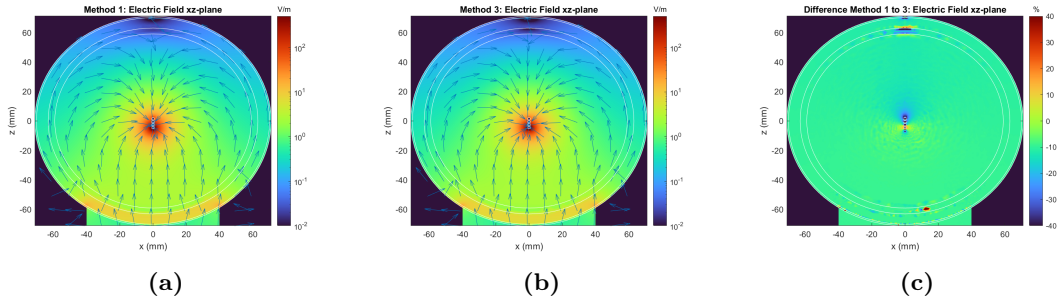 Method 1: Electric Field xz-plane
V/m
60
40
20
0
-20
-40
-60
z (mm)
-60 -40 -20 0 20 40 60
x (mm)
10²
10¹
10⁰
10⁻¹
10⁻²
(a)
Method 3: Electric Field xz-plane
V/m
60
40
20
0
-20
-40
-60
z (mm)
-60 -40 -20 0 20 40 60
x (mm)
10²
10¹
10⁰
10⁻¹
10⁻²
(b)
Difference Method 1 to 3: Electric Field xz-plane
%
60
40
20
0
-20
-40
-60
z (mm)
-60 -40 -20 0 20 40 60
x (mm)
40
30
20
10
0
-10
-20
-30
-40
(c)